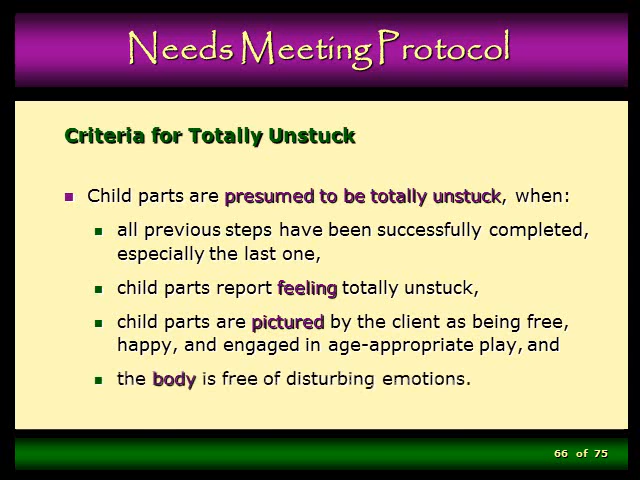 Needs Meeting Protocol
Criteria for Totally Unstuck
Child parts are presumed to be totally unstuck, when:
all previous steps have been successfully completed,
especially the last one,
child parts report feeling totally unstuck,
child parts are pictured by the client as being free,
happy, and engaged in age-appropriate play, and
the body is free of disturbing emotions.
66 of 75